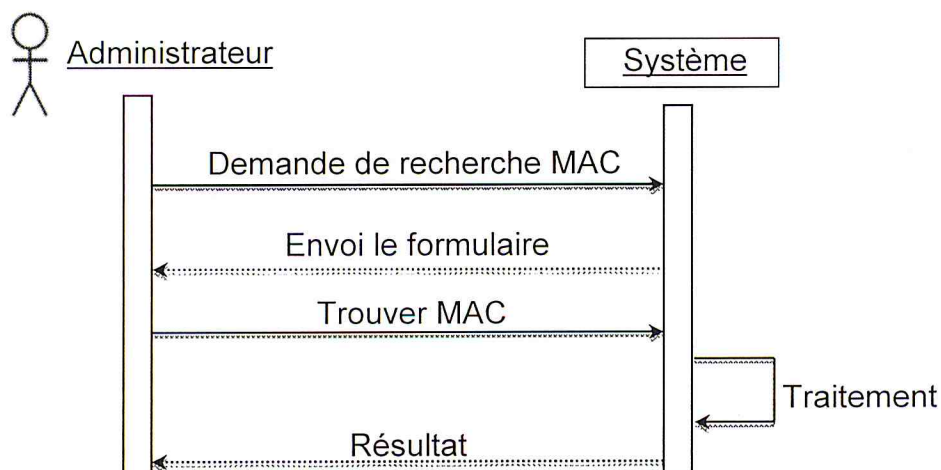 Administrateur
Système
Demande de recherche MAC
Envoi le formulaire
Trouver MAC
Traitement
Résultat